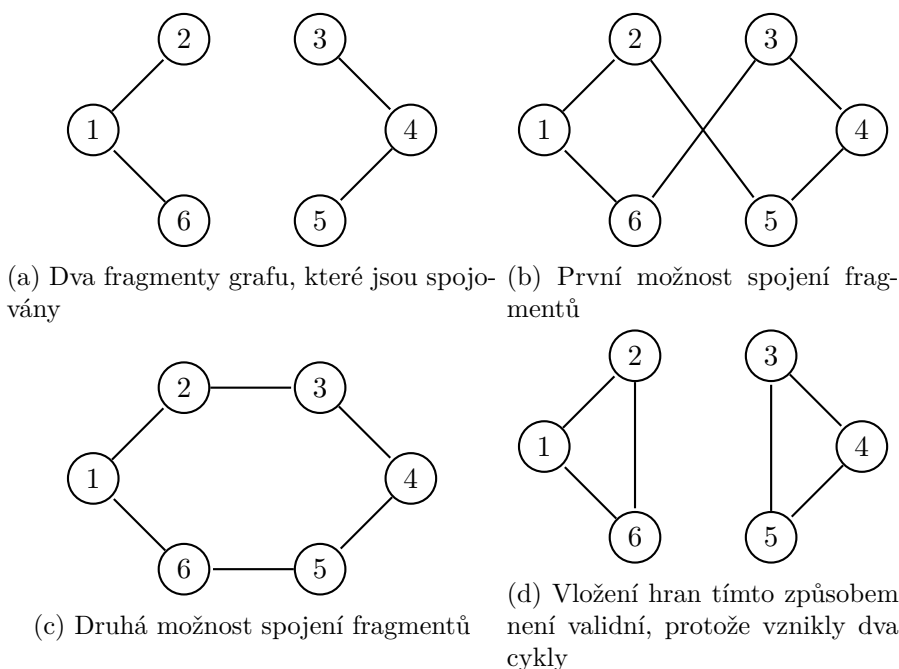 2 3
1 4
6 5
(a) Dva fragmenty grafu, které jsou spojo-
vány
2 3
1 4
6 5
(b) První možnost spojení frag-
mentů
2 3
1 4
6 5
(c) Druhá možnost spojení fragmentů
2 3
1 4
6 5
(d) Vložení hran tímto způsobem
není validní, protože vznikly dva
cykly